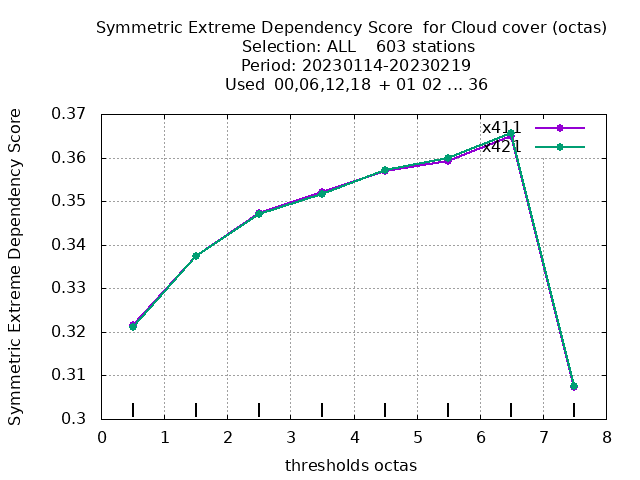 Symmetric Extreme Dependency Score for Cloud cover (octas)
Selection: ALL 603 stations
Period: 20230114-20230219
Used 00,06,12,18 + 01 02 ... 36
Symmetric Extreme Dependency Score
0.37
0.36
0.35
0.34
0.33
0.32
0.31
0.3
x411
x421
0 1 2 3 4 5 6 7 8
thresholds octas